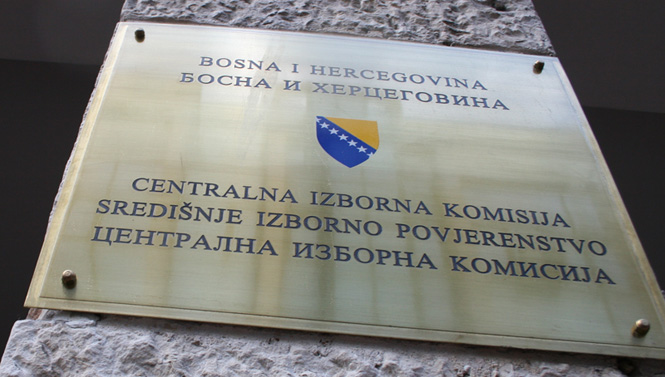 BOSNA I HERCEGOVINA
БОСНА И ХЕРЦЕГОВИНА
CENTRALNA IZBORNA KOMISIJA
SREDIŠNJE IZBORNO POVJERENSTVO
ЦЕНТРАЛНА ИЗБОРНА КОМИСИЈА